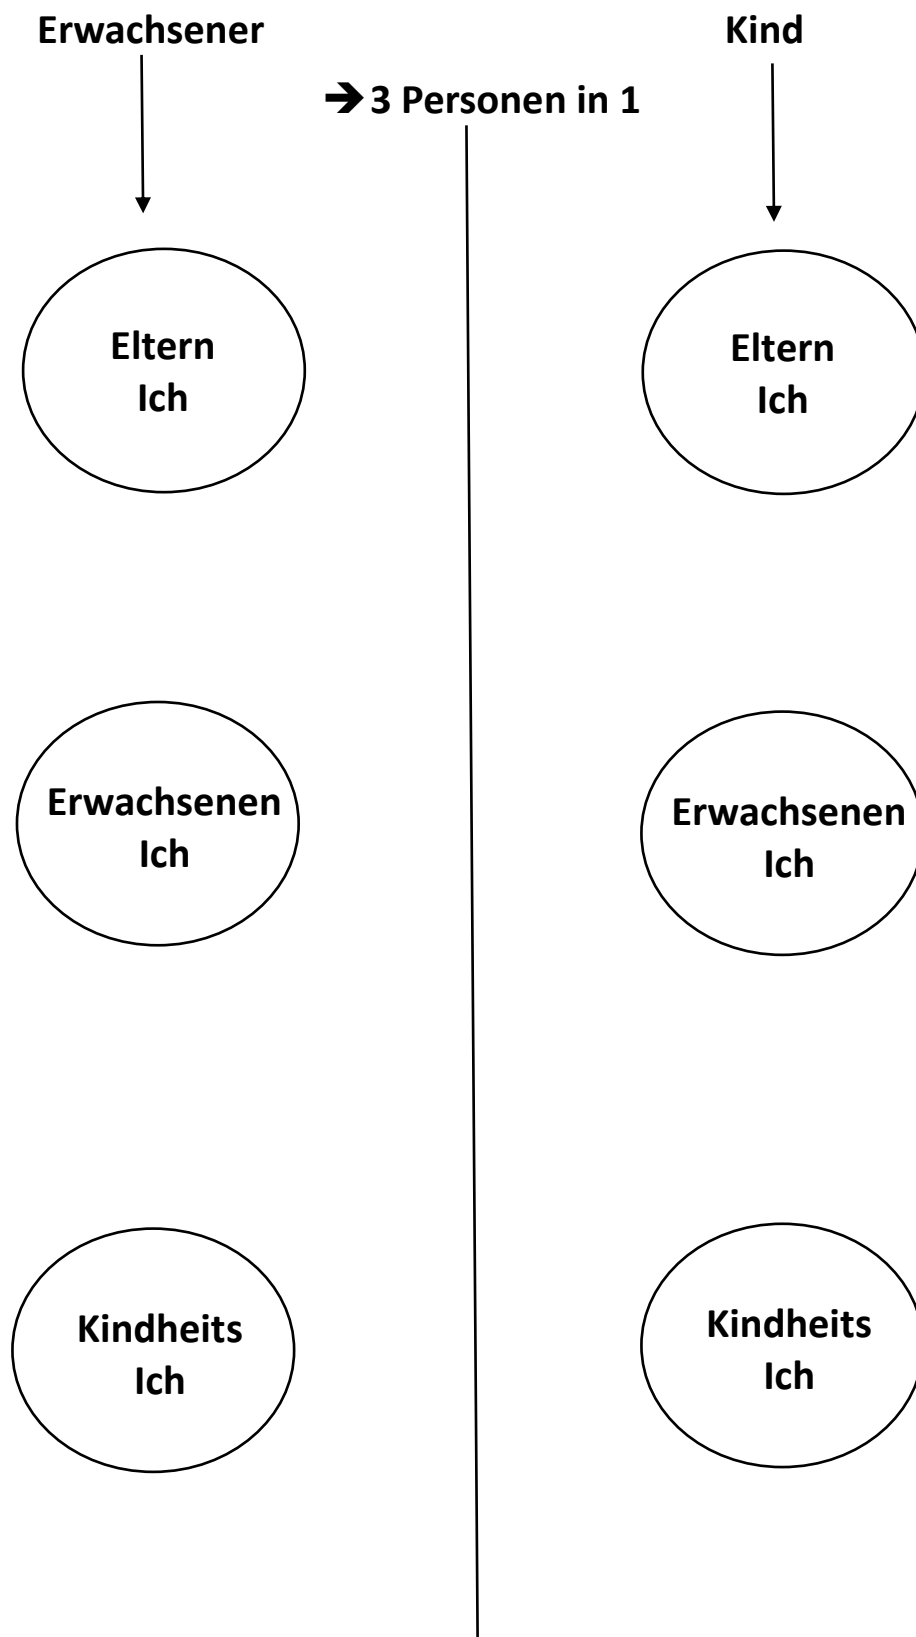 Erwachsener
Kind
➔ 3 Personen in 1
Eltern
Ich
Eltern
Ich
Erwachsenen
Ich
Erwachsenen
Ich
Kindheits
Ich
Kindheits
Ich